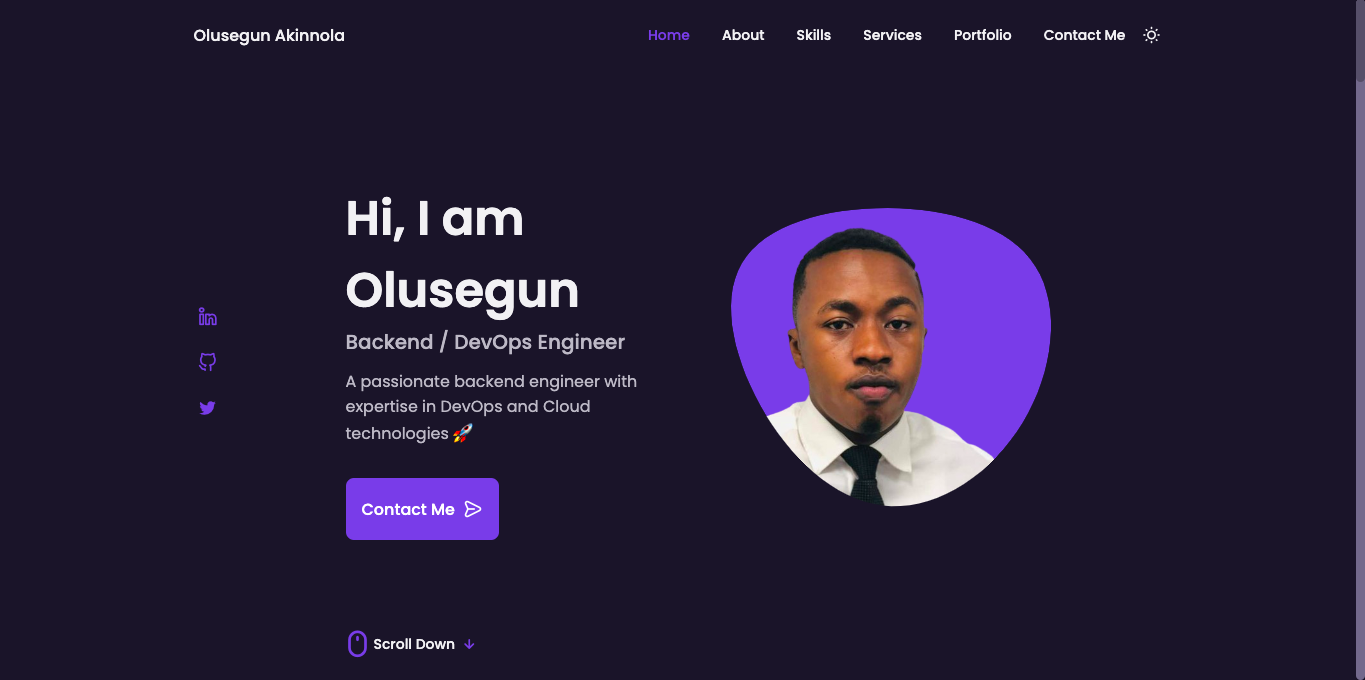 Olusegun Akinnola
Home About Skills Services Portfolio Contact Me
Hi, I am
Olusegun
Backend / DevOps Engineer
A passionate backend engineer with
expertise in DevOps and Cloud
technologies 🚀
Contact Me
Scroll Down